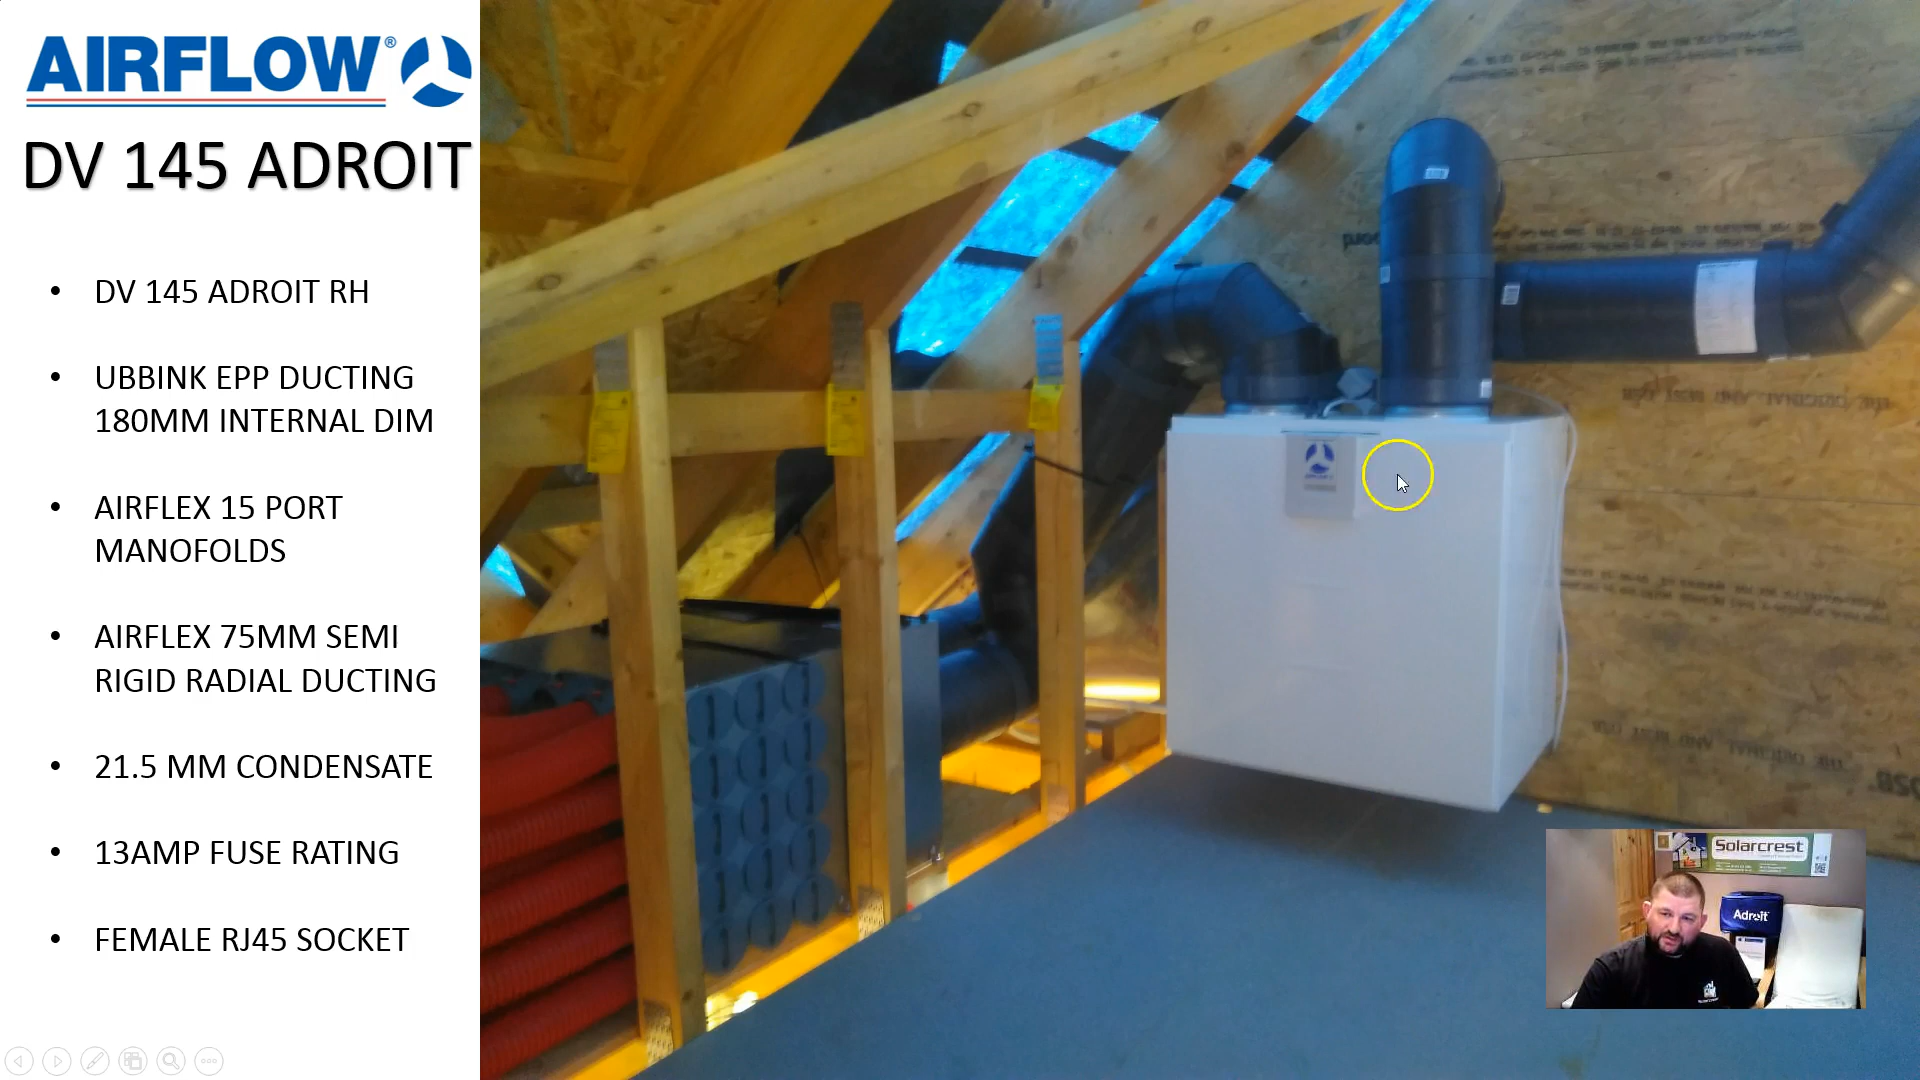 AIRFLOW®
DV 145 ADROIT
• DV 145 ADROIT RH
• UBBINK EPP DUCTING
180MM INTERNAL DIM
• AIRFLEX 15 PORT
MANOFOLDS
• AIRFLEX 75MM SEMI
RIGID RADIAL DUCTING
• 21.5 MM CONDENSATE
• 13AMP FUSE RATING
• FEMALE RJ45 SOCKET
Solarcrest
Adroit